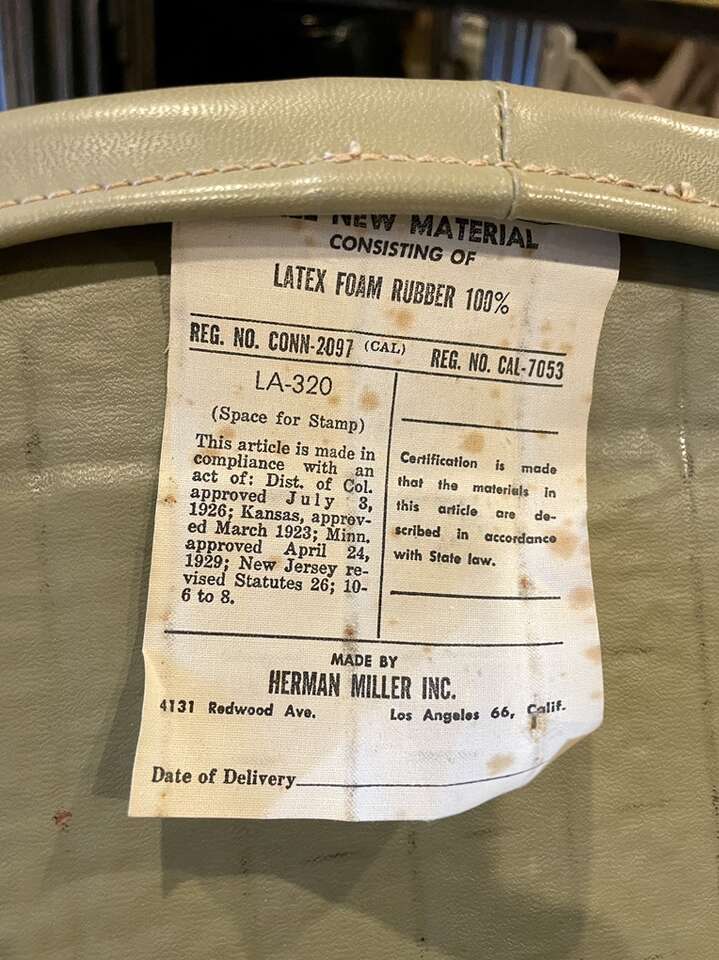 NEW MATERIAL
CONSISTING OF
LATEX FOAM RUBBER 100%
REG. NO. CONN-2097 (CAL) REG. NO. CAL-7053
LA-320
(Space for Stamp)
This article is made in
compliance with an
act of: Dist. of Col.
approved July 3,
1926; Kansas, approv-
ed March 1923; Minn.
approved April 24,
1929; New Jersey re-
vised Statutes 26; 10-
6 to 8.
Certification is made
that the materials in
this article are de-
scribed in accordance
with State law.
MADE BY
HERMAN MILLER INC.
4131 Redwood Ave. Los Angeles 66, Calif.
Date of Delivery